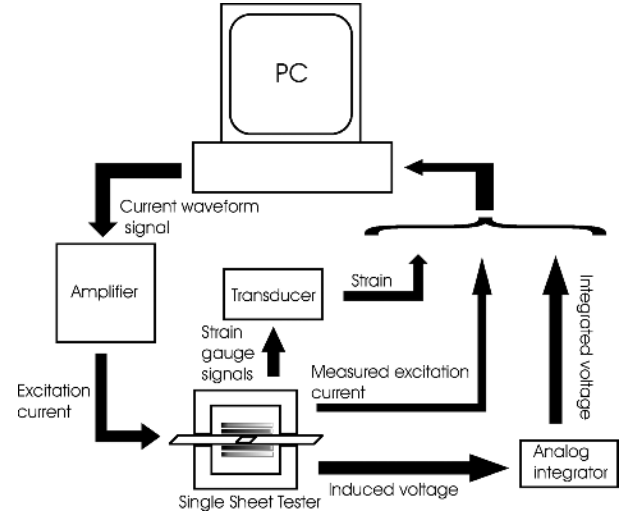 PC
Current waveform
signal
Amplifier
Transducer
Strain
Strain
gauge
signals
Measured excitation
current
Integrated voltage
Excitation
current
Analog
integrator
Induced voltage
Single Sheet Tester